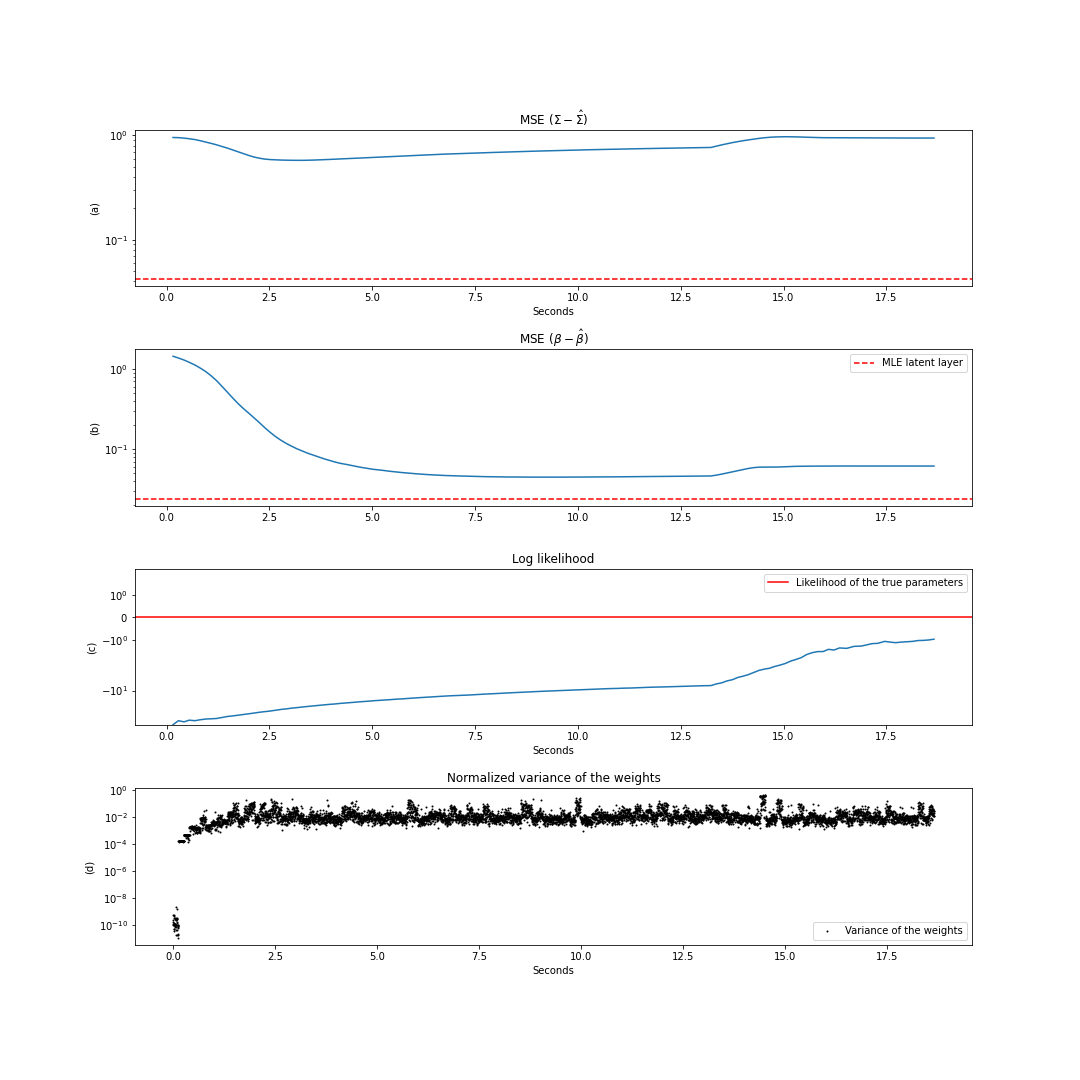 MSE (Σ − Σ̂)
10⁰
10⁻¹
(a)
0.0 2.5 5.0 7.5 10.0 12.5 15.0 17.5
Seconds
MSE (β − β̂)
10⁰
10⁻¹
(b)
MLE latent layer
0.0 2.5 5.0 7.5 10.0 12.5 15.0 17.5
Log likelihood
10⁰
0
−10⁰
−10¹
(c)
Likelihood of the true parameters
0.0 2.5 5.0 7.5 10.0 12.5 15.0 17.5
Seconds
Normalized variance of the weights
10⁰
10⁻²
10⁻⁴
10⁻⁶
10⁻⁸
10⁻¹⁰
(d)
Variance of the weights
0.0 2.5 5.0 7.5 10.0 12.5 15.0 17.5
Seconds